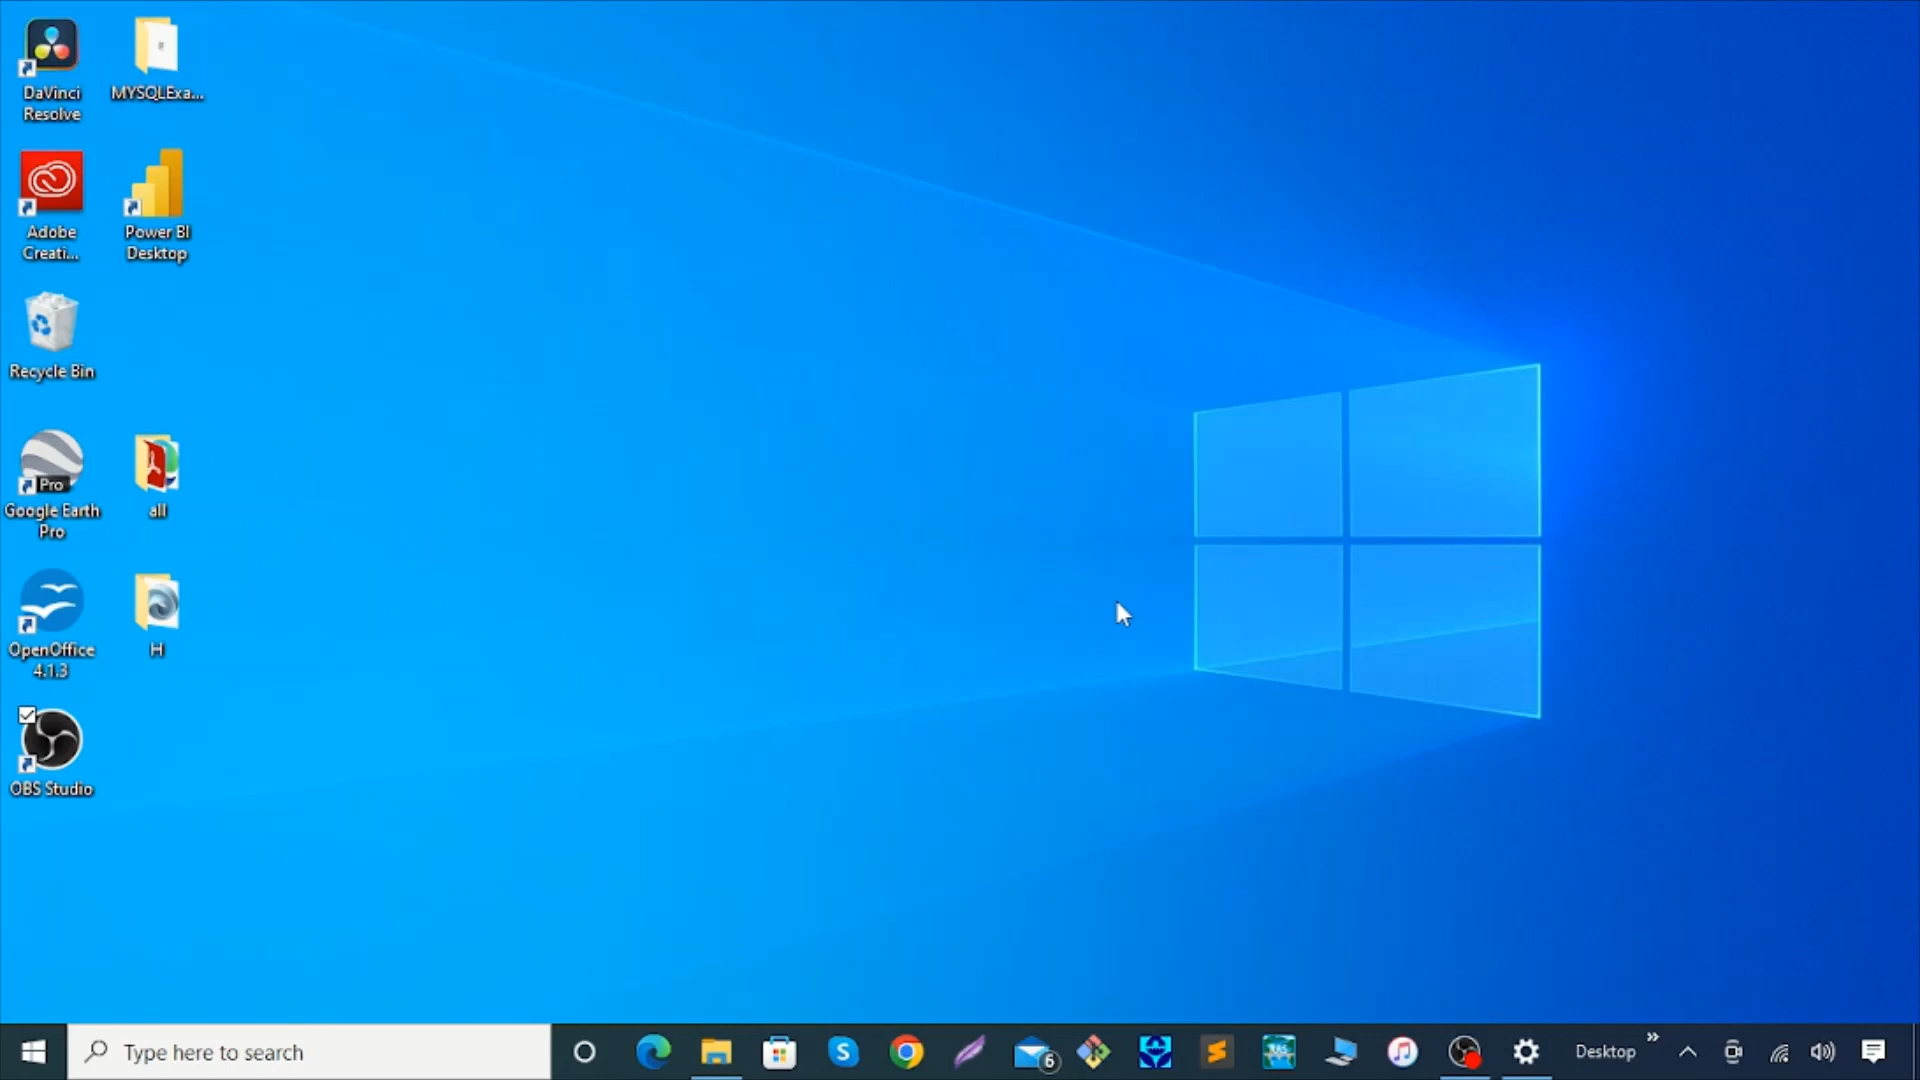 DaVinci
Resolve
MYSQLExa...
Adobe
Creati...
Power BI
Desktop
Recycle Bin
Pro
Google Earth
Pro
all
OpenOffice
4.1.3
H
OBS Studio
Type here to search
6
Desktop